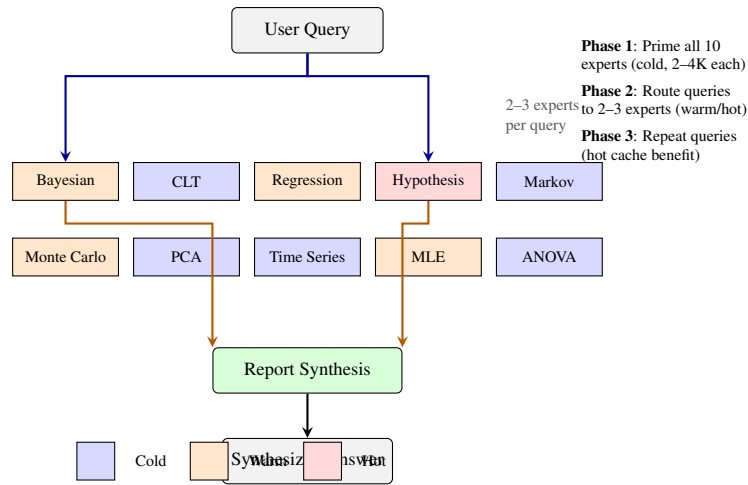 User Query
Phase 1: Prime all 10
experts (cold, 2–4K each)
Phase 2: Route queries
to 2–3 experts (warm/hot)
Phase 3: Repeat queries
(hot cache benefit)
2–3 experts
per query
Bayesian
CLT
Regression
Hypothesis
Markov
Monte Carlo
PCA
Time Series
MLE
ANOVA
Report Synthesis
Cold
Warm
Hot